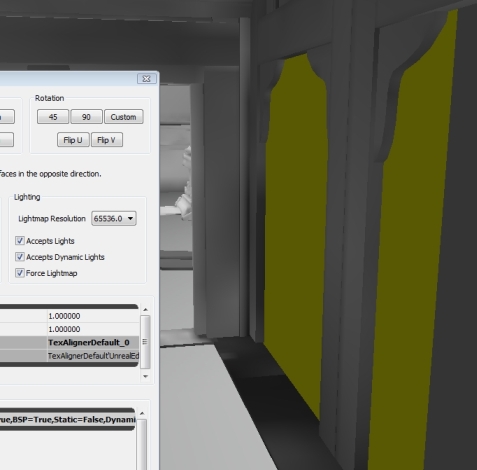 Rotation
45 90 Custom
Flip U Flip V
faces in the opposite direction.
Lighting
Lightmap Resolution 65536.0
Accepts Lights
Accepts Dynamic Lights
Force Lightmap
1.000000
1.000000
TexAlignerDefault_0
TexAlignerDefault'UnrealEd
rue,BSP=True,Static=False,Dynami